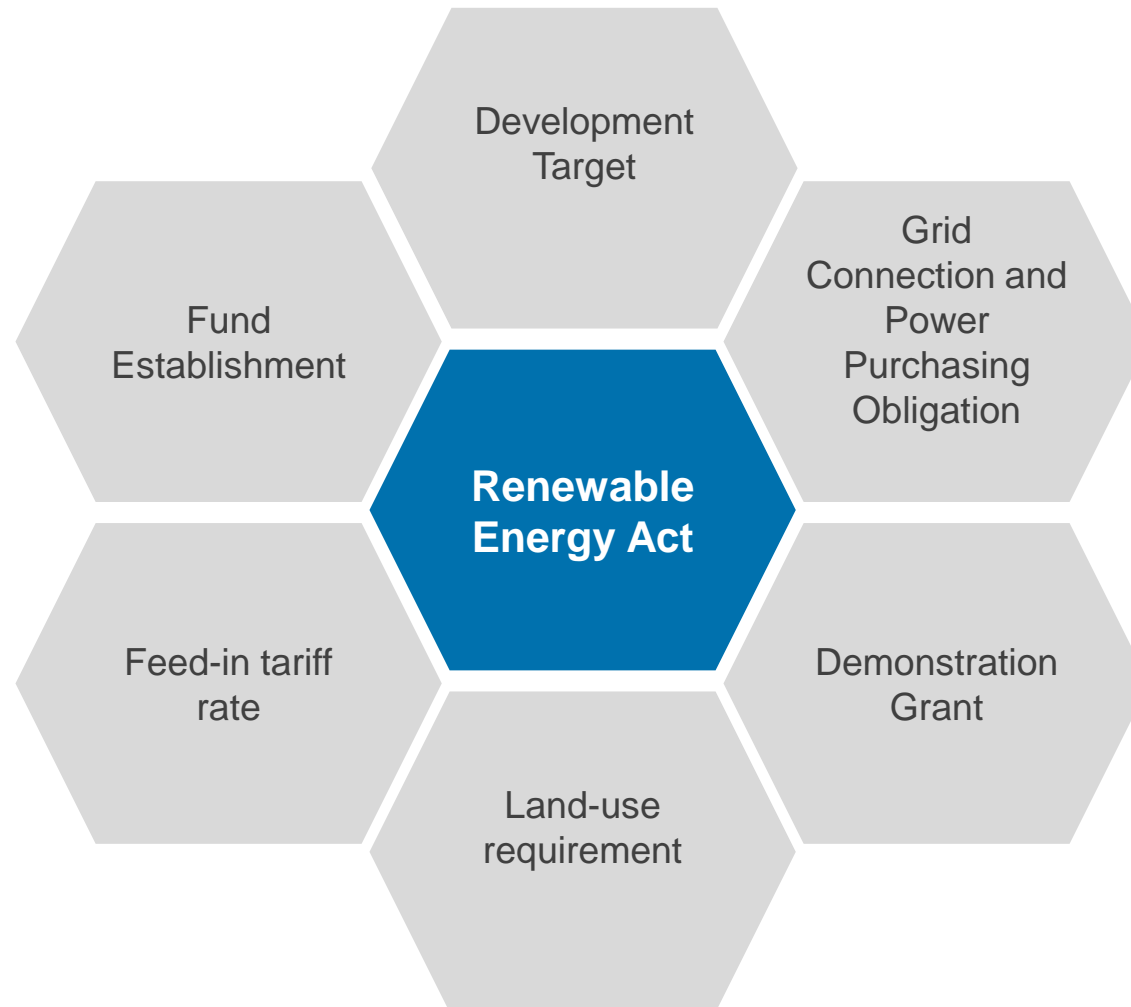 Development
Target
Grid
Connection and
Power
Purchasing
Obligation
Fund
Establishment
Renewable
Energy Act
Feed-in tariff
rate
Demonstration
Grant
Land-use
requirement